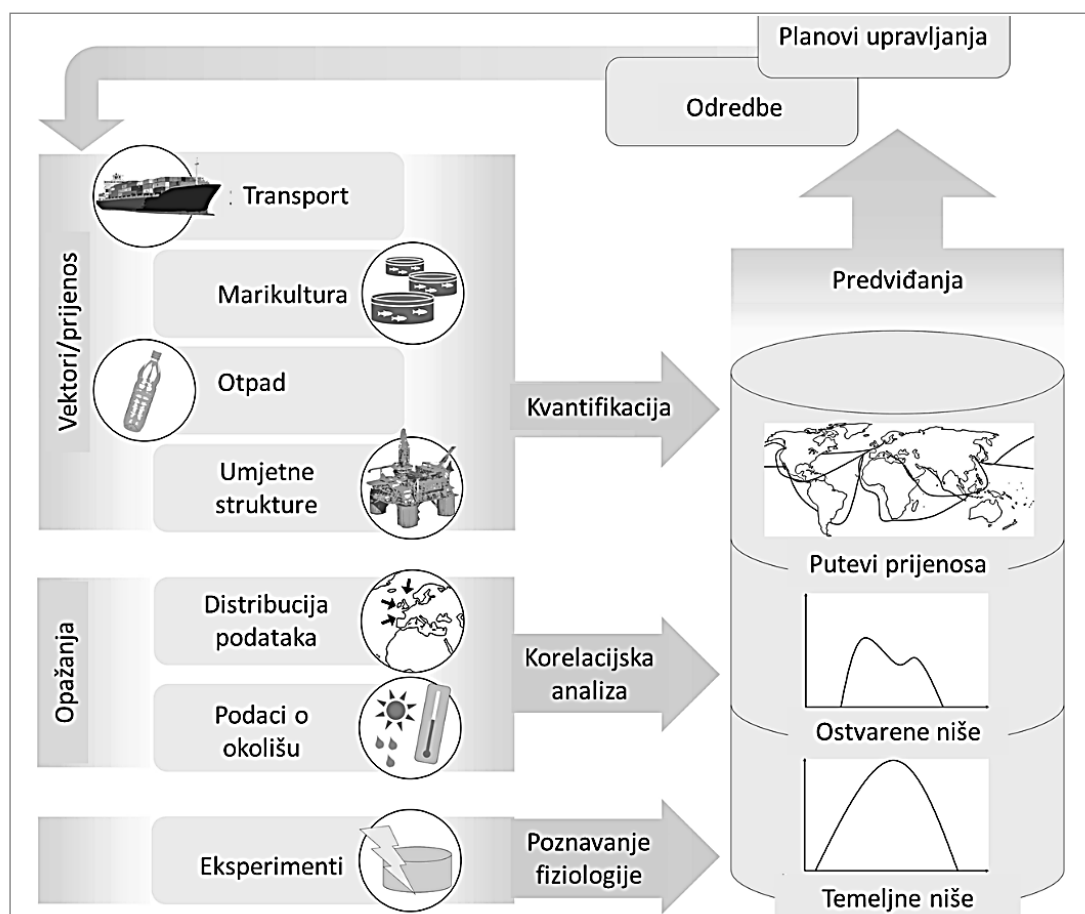 Planovi upravljanja
Odredbe
Vektori/prijenos
: Transport
Marikultura
Otpad
Umjetne
strukture
Kvantifikacija
Predviđanja
Putevi prijenosa
Opažanja
Distribucija
podataka
Podaci o
okolišu
Korelacijska
analiza
Ostvarene niše
Eksperimenti
Poznavanje
fiziologije
Temeljne niše